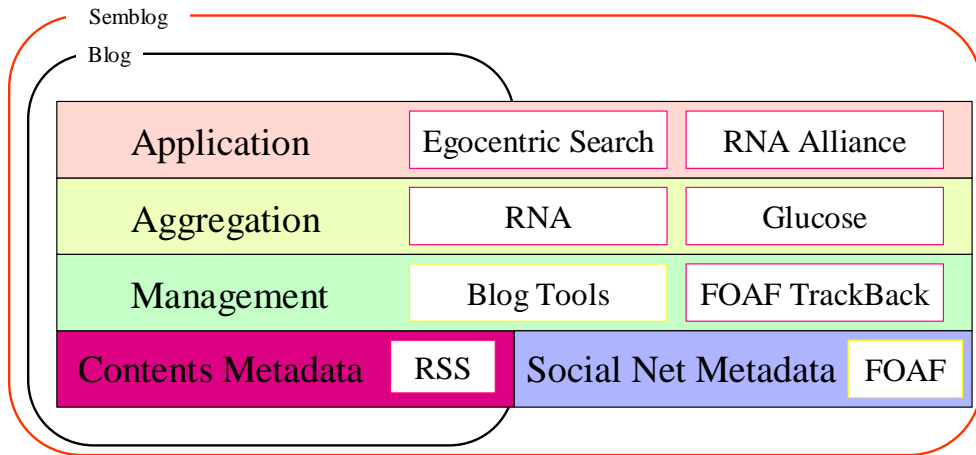 Semblog
Blog
Application
Egocentric Search
RNA Alliance
Aggregation
RNA
Glucose
Management
Blog Tools
FOAF TrackBack
Contents Metadata
RSS
Social Net Metadata
FOAF